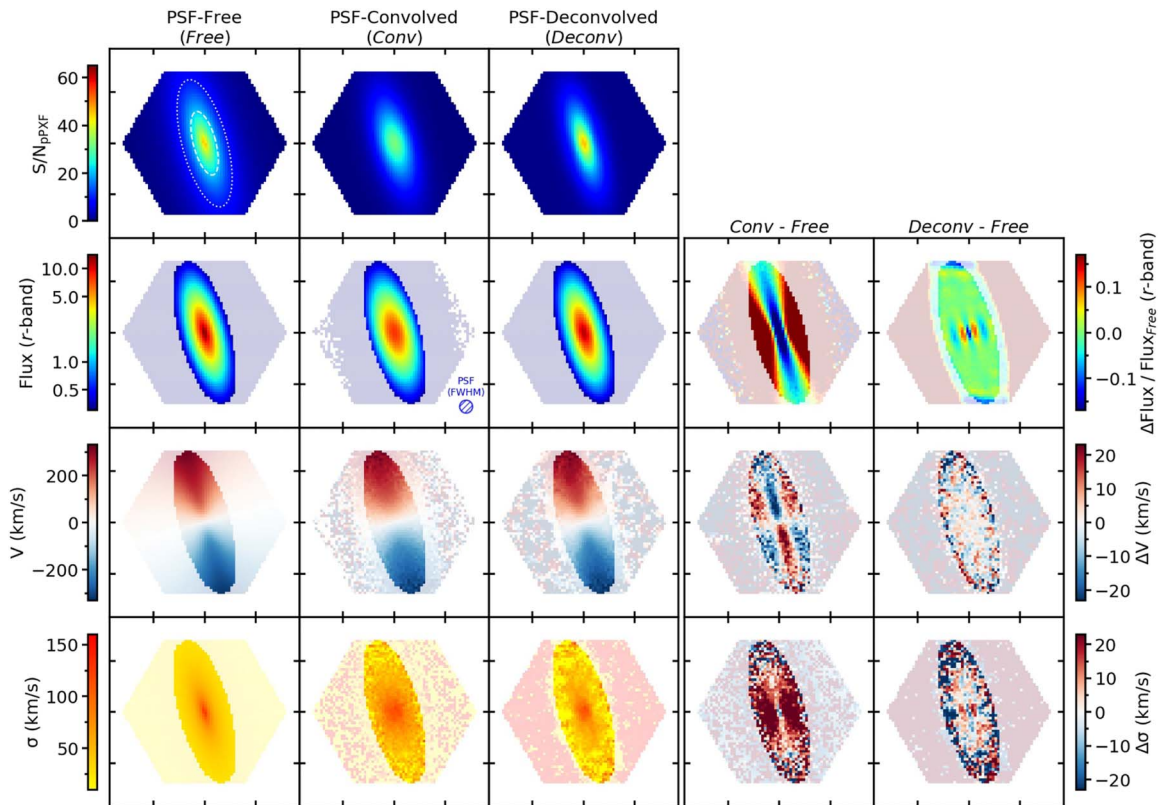 PSF-Free
(Free)
PSF-Convolved
(Conv)
PSF-Deconvolved
(Deconv)
60
40
20
0
S/NpPXF
Conv - Free
Deconv - Free
10.0
5.0
1.0
0.5
Flux (r-band)
PSF
(FWHM)
0.1
0.0
−0.1
ΔFlux / FluxFree (r-band)
200
0
−200
V (km/s)
20
10
0
−10
−20
ΔV (km/s)
150
100
50
σ (km/s)
20
10
0
−10
−20
Δσ (km/s)